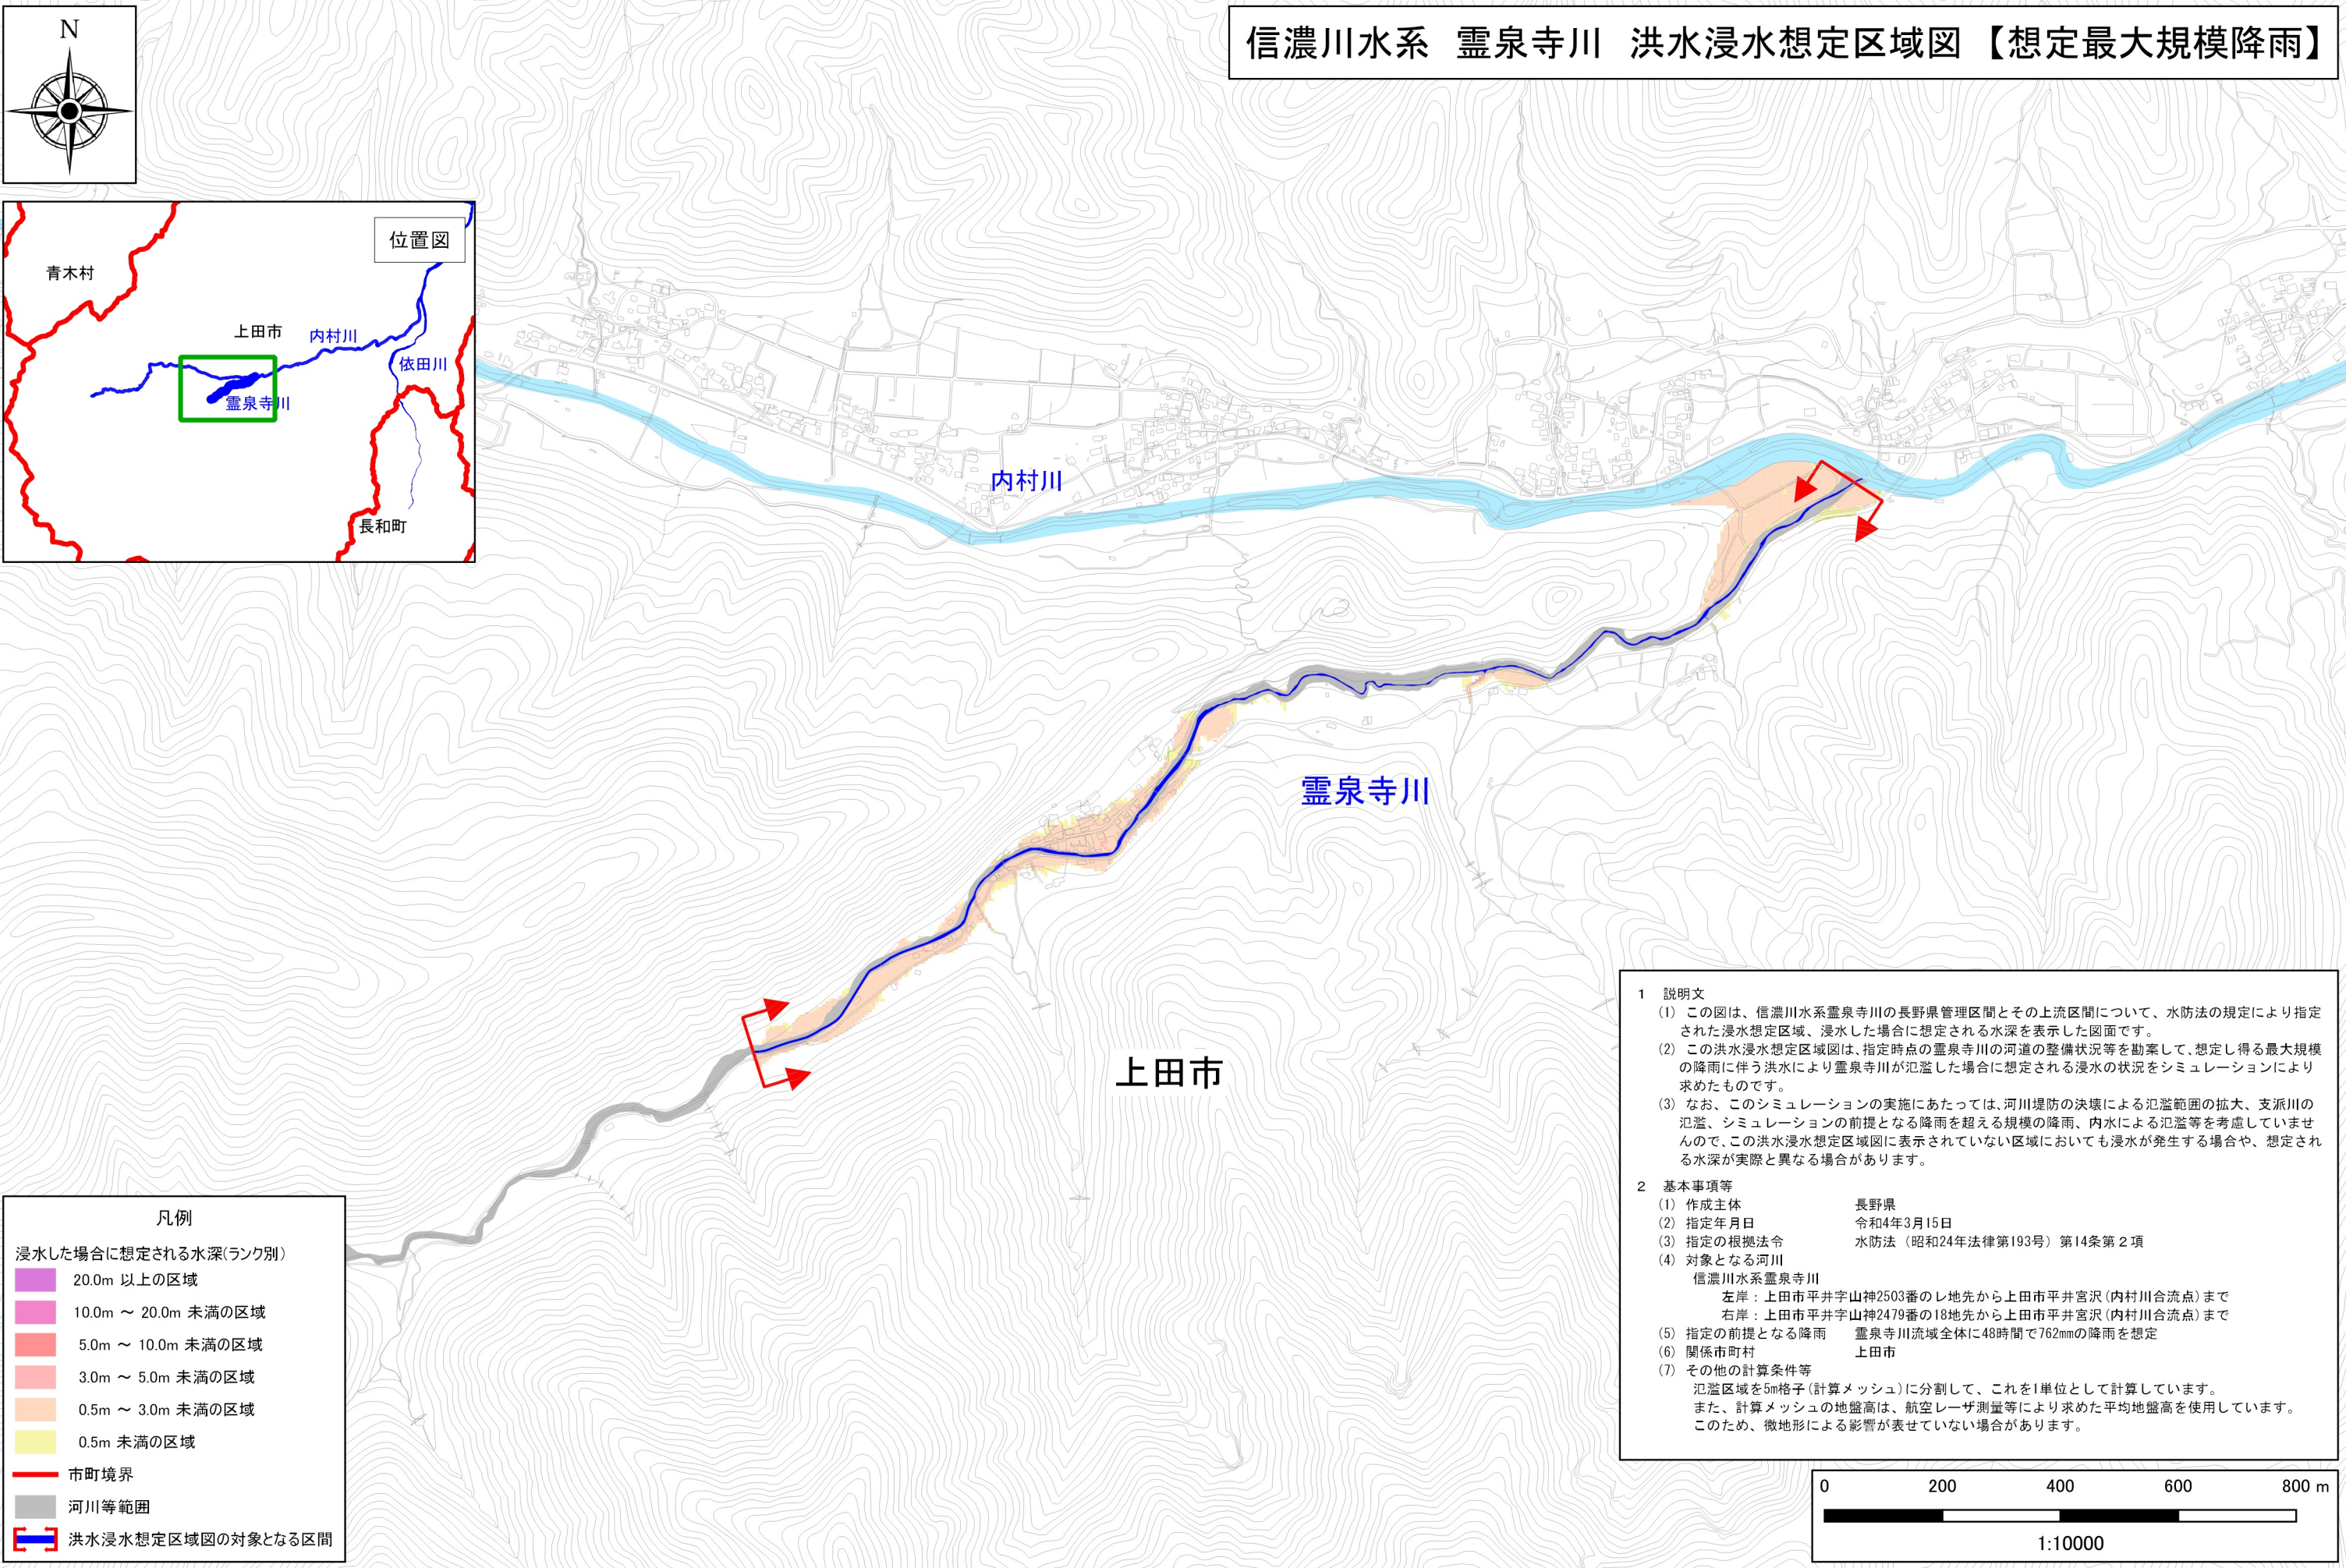 信濃川水系 霊泉寺川 洪水浸水想定区域図【想定最大規模降雨】
N
位置図
青木村
上田市
内村川
依田川
霊泉寺川
長和町
内村川
霊泉寺川
上田市
1 説明文
(1) この図は、信濃川水系霊泉寺川の長野県管理区間とその上流区間について、水防法の規定により指定
された浸水想定区域、浸水した場合に想定される水深を表示した図面です。
(2) この洪水浸水想定区域図は、指定時点の霊泉寺川の河道の整備状況等を勘案して、想定し得る最大規模
の降雨に伴う洪水により霊泉寺川が氾濫した場合に想定される浸水の状況をシミュレーションにより
求めたものです。
(3) なお、このシミュレーションの実施にあたっては、河川堤防の決壊による氾濫範囲の拡大、支派川の
氾濫、シミュレーションの前提となる降雨を超える規模の降雨、内水による氾濫等を考慮していませ
んので、この洪水浸水想定区域図に表示されていない区域においても浸水が発生する場合や、想定され
る水深が実際と異なる場合があります。
2 基本事項等
(1) 作成主体 長野県
(2) 指定年月日 令和4年3月15日
(3) 指定の根拠法令 水防法（昭和24年法律第193号）第14条第２項
(4) 対象となる河川
信濃川水系霊泉寺川
左岸：上田市平井字山神2503番のレ地先から上田市平井宮沢(内村川合流点)まで
右岸：上田市平井字山神2479番の18地先から上田市平井宮沢(内村川合流点)まで
(5) 指定の前提となる降雨 霊泉寺川流域全体に48時間で762mmの降雨を想定
(6) 関係市町村 上田市
(7) その他の計算条件等
氾濫区域を5m格子(計算メッシュ)に分割して、これを1単位として計算しています。
また、計算メッシュの地盤高は、航空レーザ測量等により求めた平均地盤高を使用しています。
このため、微地形による影響が表せていない場合があります。
凡例
浸水した場合に想定される水深(ランク別)
20.0m 以上の区域
10.0m ～ 20.0m 未満の区域
5.0m ～ 10.0m 未満の区域
3.0m ～ 5.0m 未満の区域
0.5m ～ 3.0m 未満の区域
0.5m 未満の区域
市町境界
河川等範囲
洪水浸水想定区域図の対象となる区間
0 200 400 600 800 m
1:10000